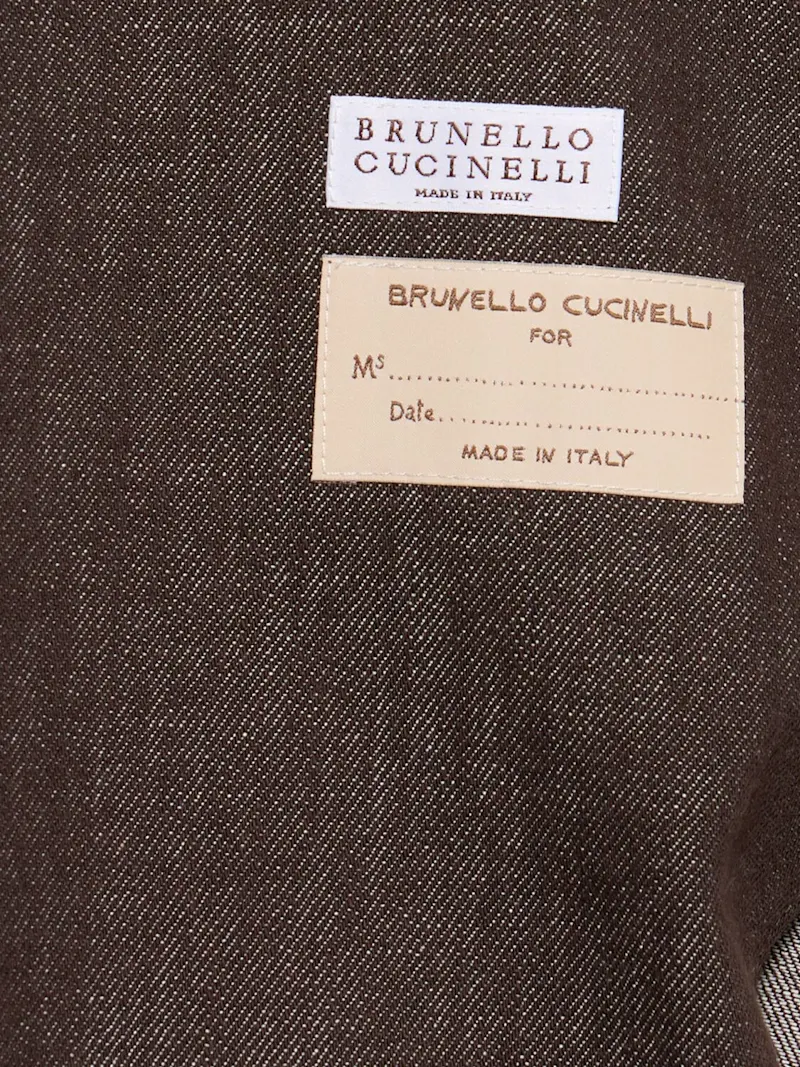 BRUNELLO
CUCINELLI
MADE IN ITALY
BRUNELLO CUCINELLI
FOR
Ms..........................................
Date.................................
MADE IN ITALY